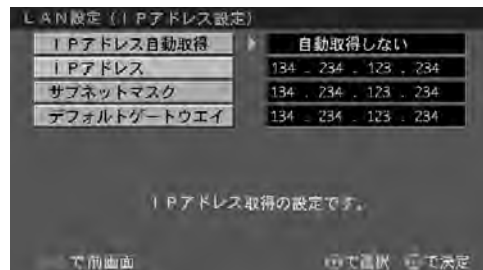 LAN設定(IPアドレス設定)
IPアドレス自動取得 自動取得しない
IPアドレス 134 . 234 . 123 . 234
サブネットマスク 134 . 234 . 123 . 234
デフォルトゲートウエイ 134 . 234 . 123 . 234
IPアドレス取得の設定です。
で前画面 で選択 で決定